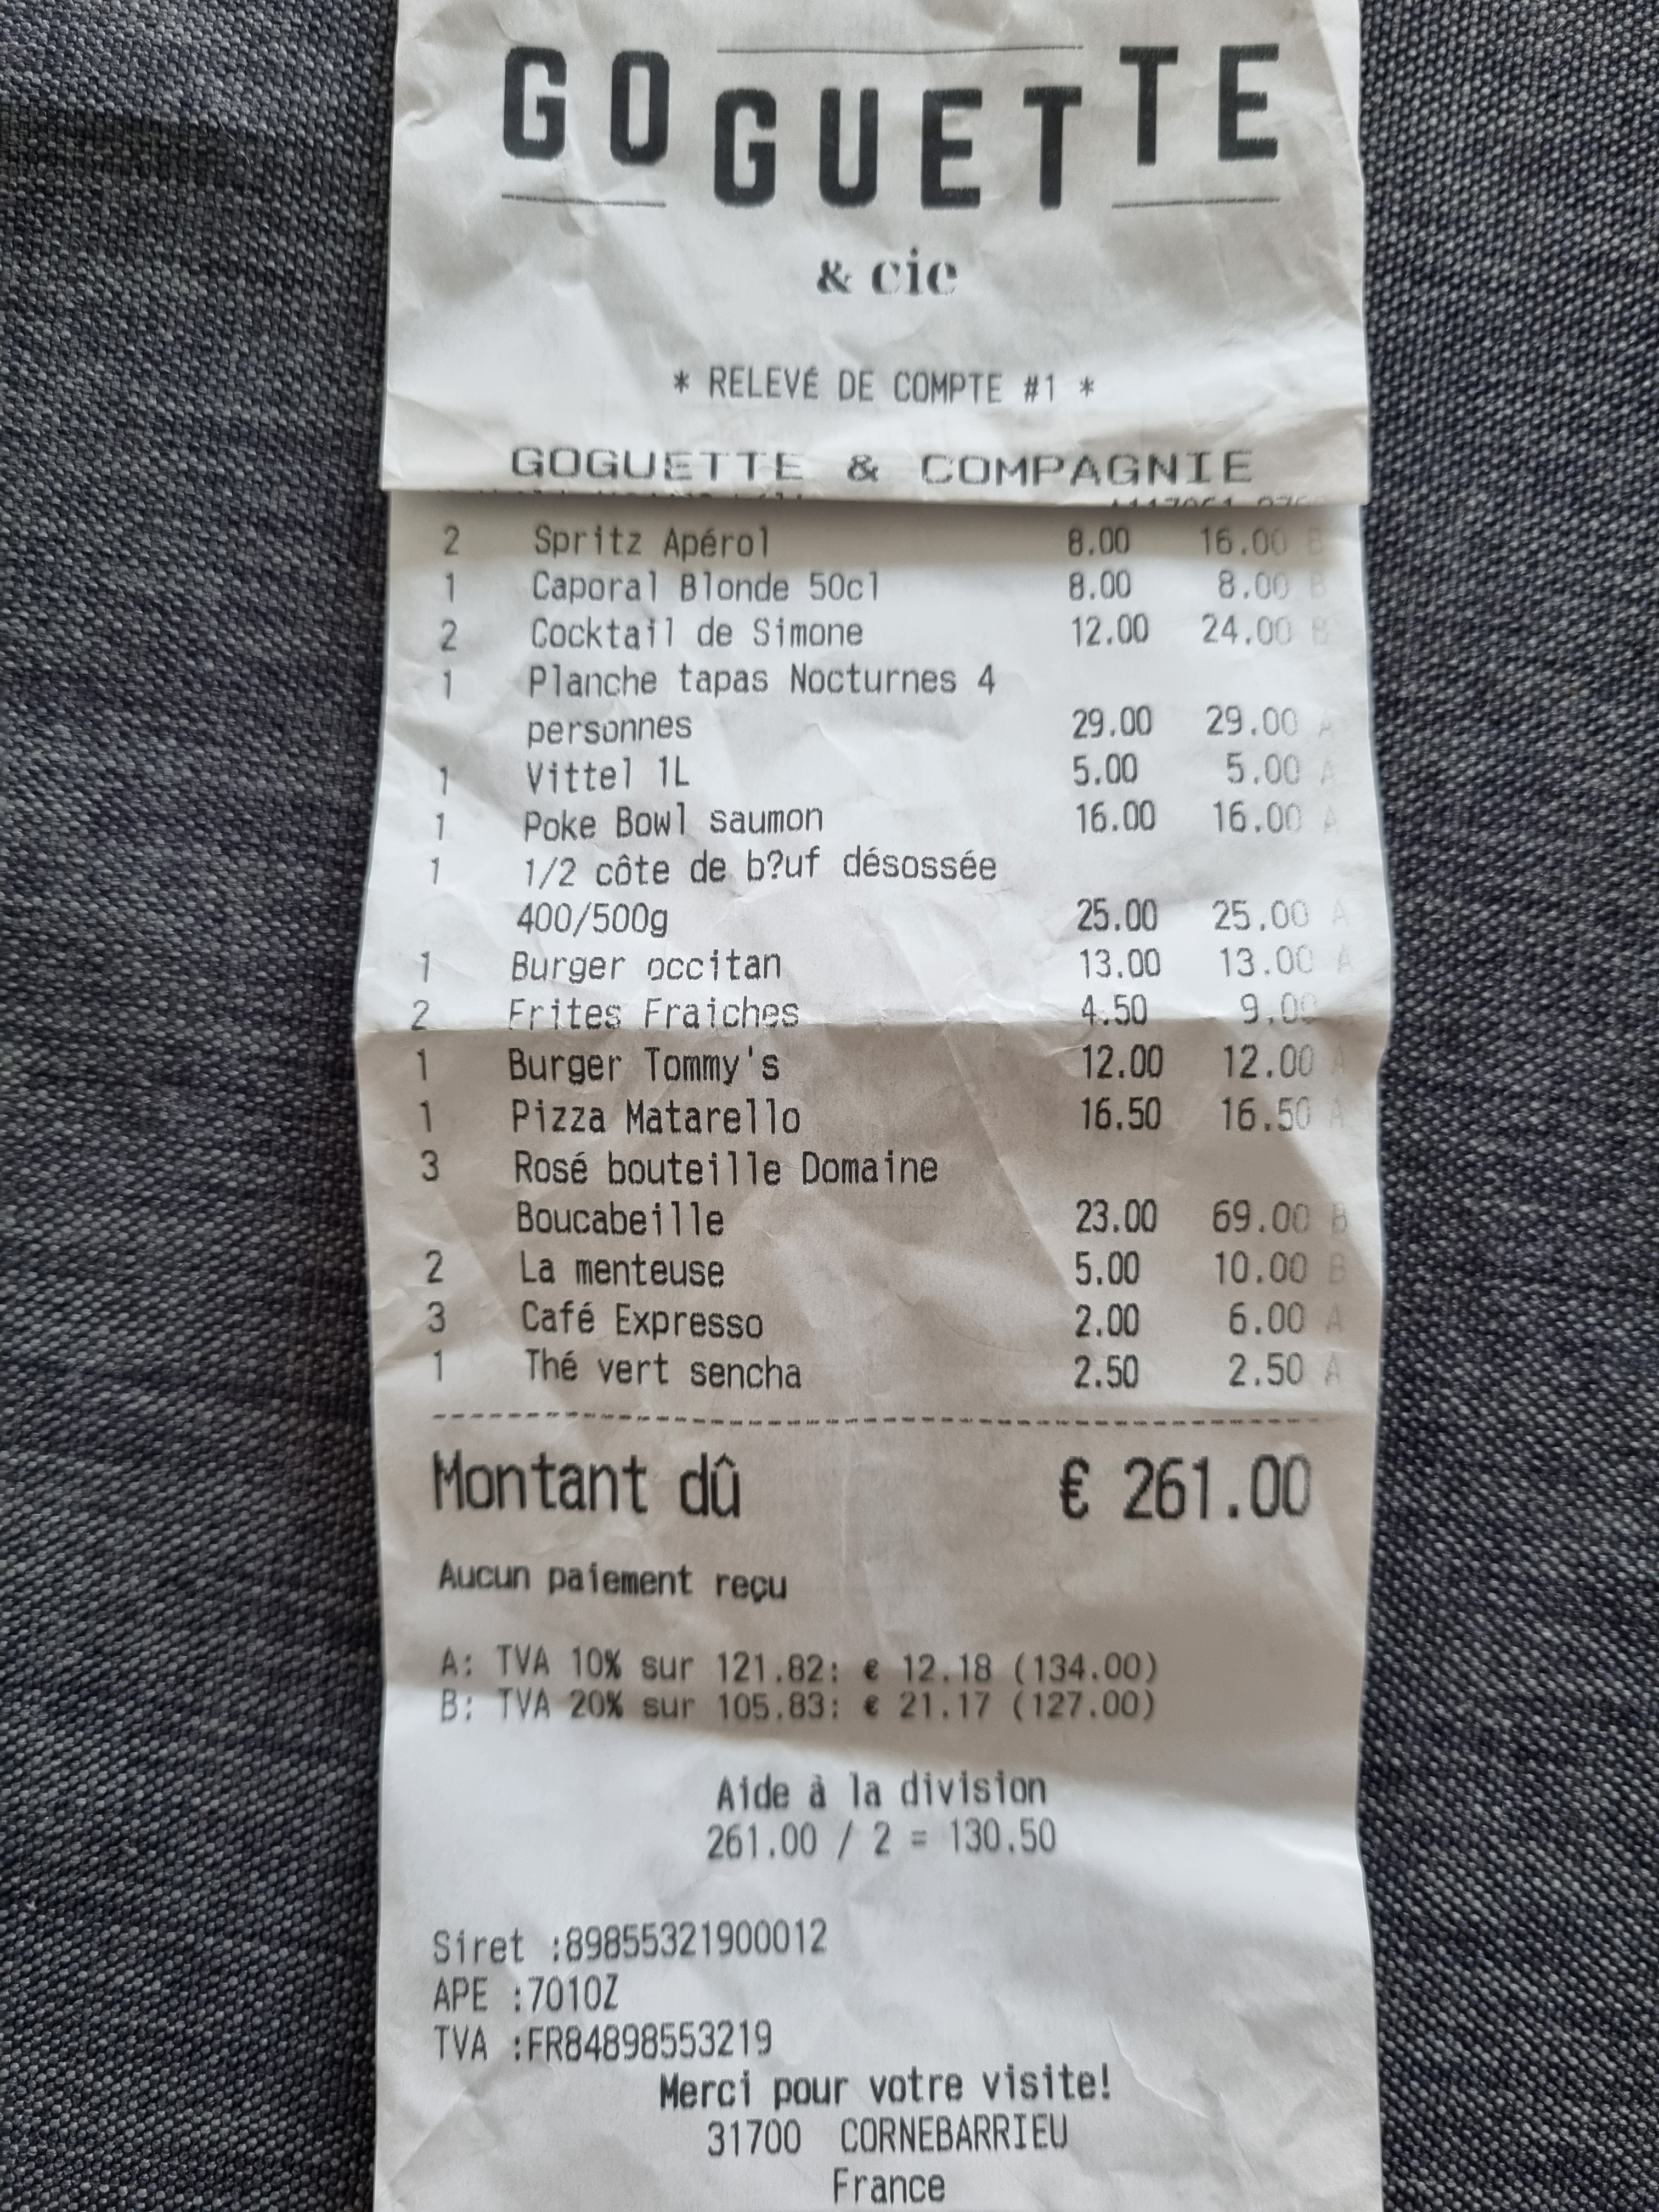 GOGUETTE
& cie
* RELEVÉ DE COMPTE #1 *
GOGUETTE & COMPAGNIE
2 Spritz Apérol 8.00 16.00 B
1 Caporal Blonde 50cl 8.00 8.00 B
2 Cocktail de Simone 12.00 24.00 B
1 Planche tapas Nocturnes 4
personnes 29.00 29.00 A
1 Vittel 1L 5.00 5.00 A
1 Poke Bowl saumon 16.00 16.00 A
1 1/2 côte de b?uf désossée
400/500g 25.00 25.00 A
1 Burger occitan 13.00 13.00 A
2 Frites Fraiches 4.50 9.00
1 Burger Tommy's 12.00 12.00 A
1 Pizza Matarello 16.50 16.50 A
3 Rosé bouteille Domaine
Boucabeille 23.00 69.00 B
2 La menteuse 5.00 10.00 B
3 Café Expresso 2.00 6.00 A
1 Thé vert sencha 2.50 2.50 A
Montant dû € 261.00
Aucun paiement reçu
A: TVA 10% sur 121.82: € 12.18 (134.00)
B: TVA 20% sur 105.83: € 21.17 (127.00)
Aide à la division
261.00 / 2 = 130.50
Siret :89855321900012
APE :7010Z
TVA :FR84898553219
Merci pour votre visite!
31700 CORNEBARRIEU
France